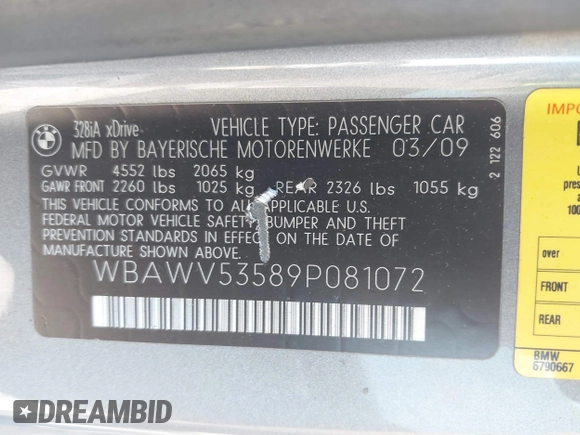 BMW
328iA xDrive
VEHICLE TYPE: PASSENGER CAR
MFD BY BAYERISCHE MOTORENWERKE 03/09
GVWR 4552 lbs 2065 kg
GAWR FRONT 2260 lbs 1025 kg REAR 2326 lbs 1055 kg
THIS VEHICLE CONFORMS TO ALL APPLICABLE U.S.
FEDERAL MOTOR VEHICLE SAFETY, BUMPER AND THEFT
PREVENTION STANDARDS IN EFFECT ON THE DATE OF
MANUFACTURE SHOWN ABOVE.
WBAWV53589P081072
2 122 606
over
FRONT
REAR
BMW
6790667
DREAMBID